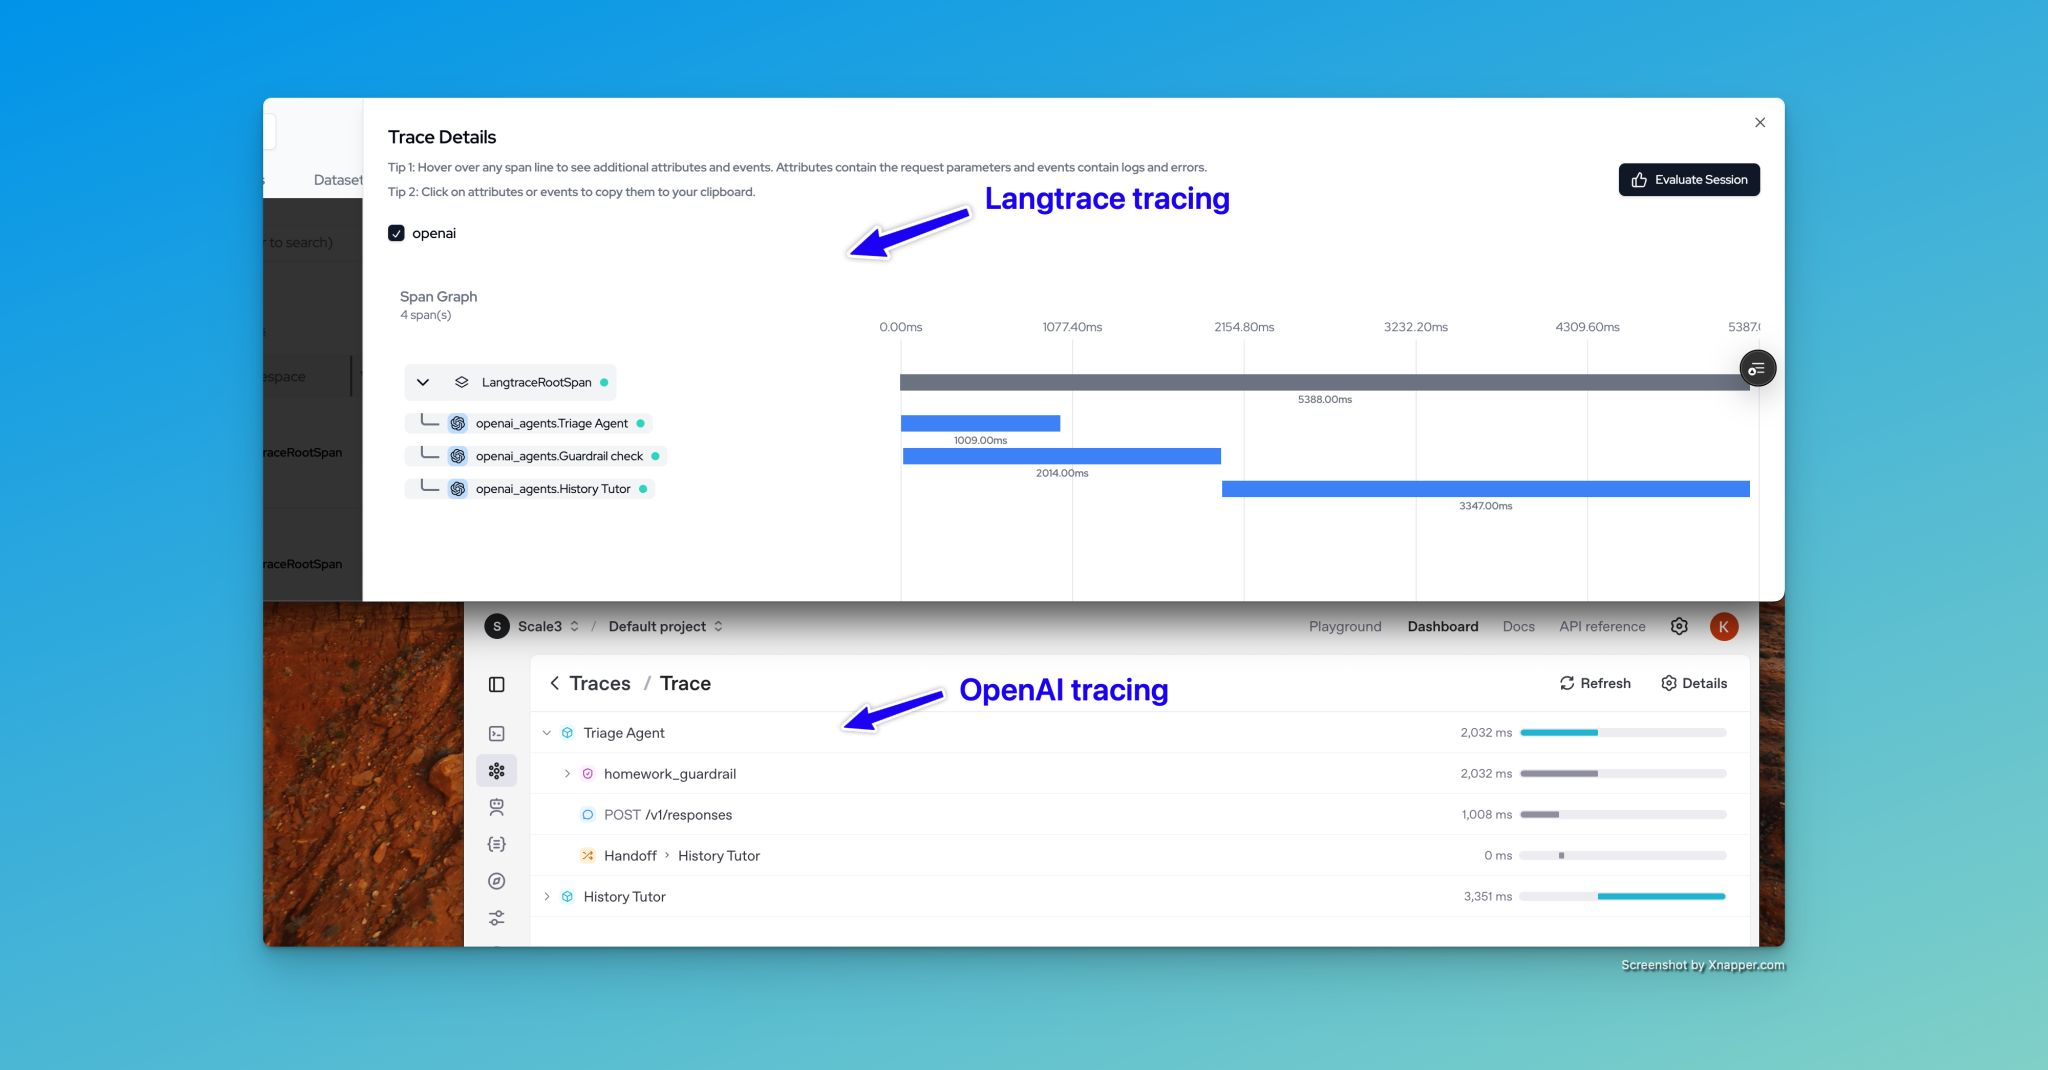 Trace Details
Tip 1: Hover over any span line to see additional attributes and events. Attributes contain the request parameters and events contain logs and errors.
Tip 2: Click on attributes or events to copy them to your clipboard.
Evaluate Session
Dataset
Langtrace tracing
openai
r to search)
Span Graph
4 span(s)
0.00ms 1077.40ms 2154.80ms 3232.20ms 4309.60ms 5387.0
espace
LangtraceRootSpan
5388.00ms
openai_agents.Triage Agent
1009.00ms
raceRootSpan
openai_agents.Guardrail check
2014.00ms
openai_agents.History Tutor
3347.00ms
raceRootSpan
S Scale3 / Default project
Playground Dashboard Docs API reference K
Traces / Trace
Refresh Details
OpenAI tracing
Triage Agent 2,032 ms
homework_guardrail 2,032 ms
POST /v1/responses 1,008 ms
Handoff > History Tutor 0 ms
History Tutor 3,351 ms
Screenshot by Xnapper.com